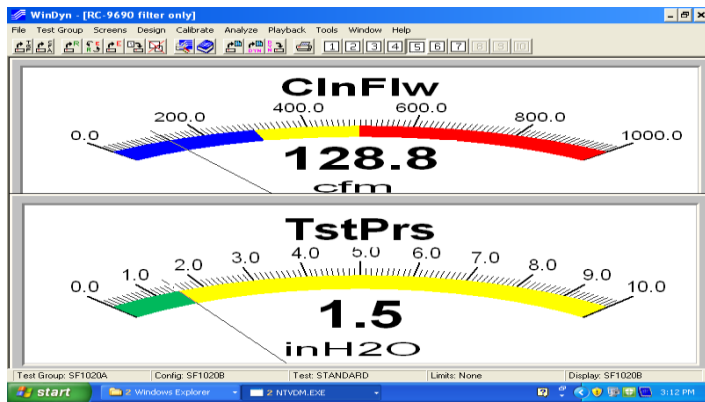 WinDyn - [RC-9690 filter only]
File Test Group Screens Design Calibrate Analyze Playback Tools Window Help
1 2 3 4 5 6 7 8 9 10
ClnFlw
0.0 200.0 400.0 600.0 800.0 1000.0
128.8
cfm
TstPrs
0.0 1.0 2.0 3.0 4.0 5.0 6.0 7.0 8.0 9.0 10.0
1.5
inH2O
Test Group: SF1020A Config: SF1020B Test: STANDARD Limits: None Display: SF1020B
start 2 Windows Explorer 2 NTVDM.EXE 3:12 PM